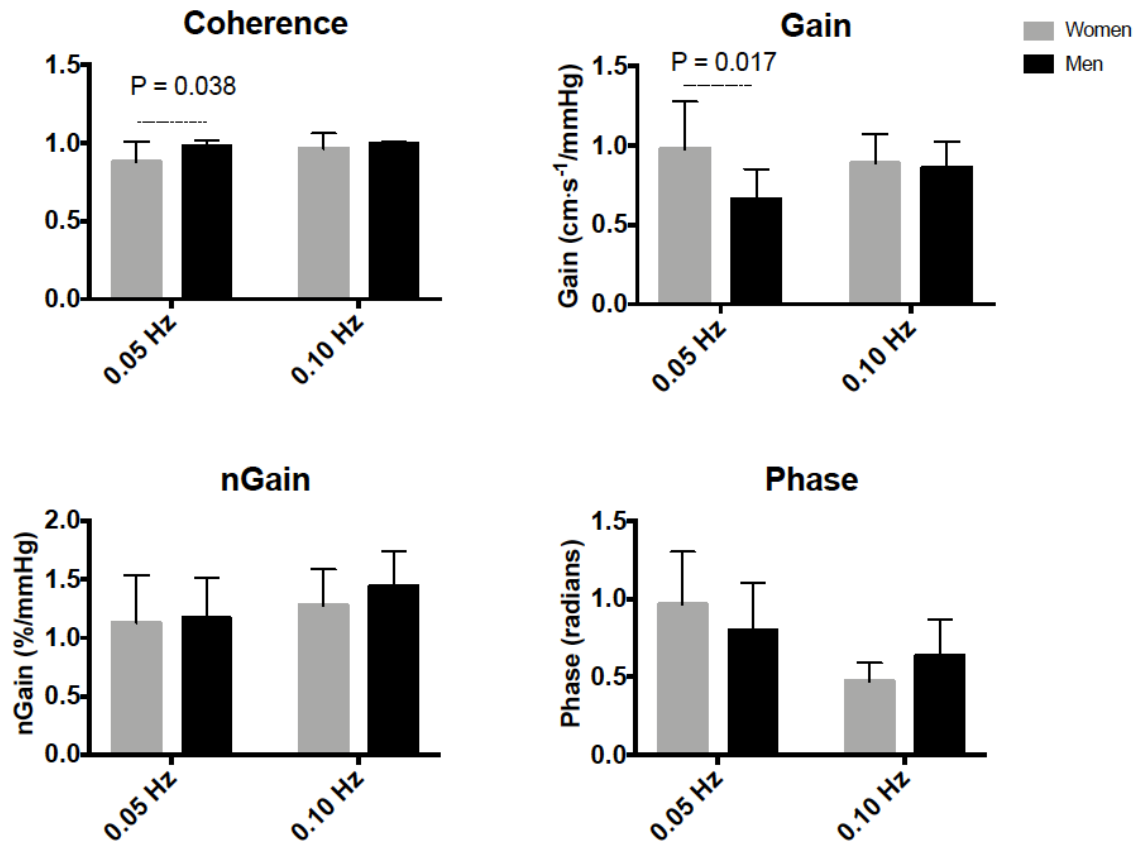 Coherence
1.5
1.0
0.5
0.0
P = 0.038
0.05 Hz
0.10 Hz
Gain
Gain (cm·s⁻¹/mmHg)
1.5
1.0
0.5
0.0
P = 0.017
0.05 Hz
0.10 Hz
Women
Men
nGain
nGain (%/mmHg)
2.0
1.5
1.0
0.5
0.0
0.05 Hz
0.10 Hz
Phase
Phase (radians)
1.5
1.0
0.5
0.0
0.05 Hz
0.10 Hz